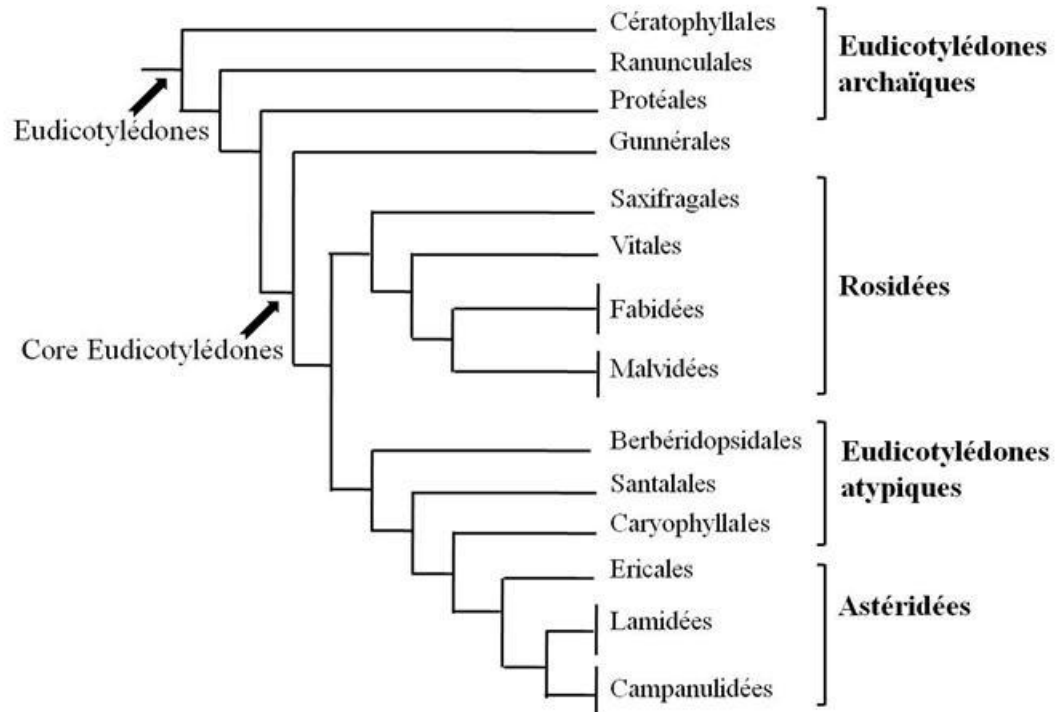 Cératophyllales
Ranunculales
Protéales
Eudicotylédones
archaïques
Eudicotylédones
Gunnérales
Saxifragales
Vitales
Fabidées
Malvidées
Rosidées
Core Eudicotylédones
Berbéridopsidales
Santalales
Caryophyllales
Eudicotylédones
atypiques
Ericales
Lamidées
Campanulidées
Astéridées